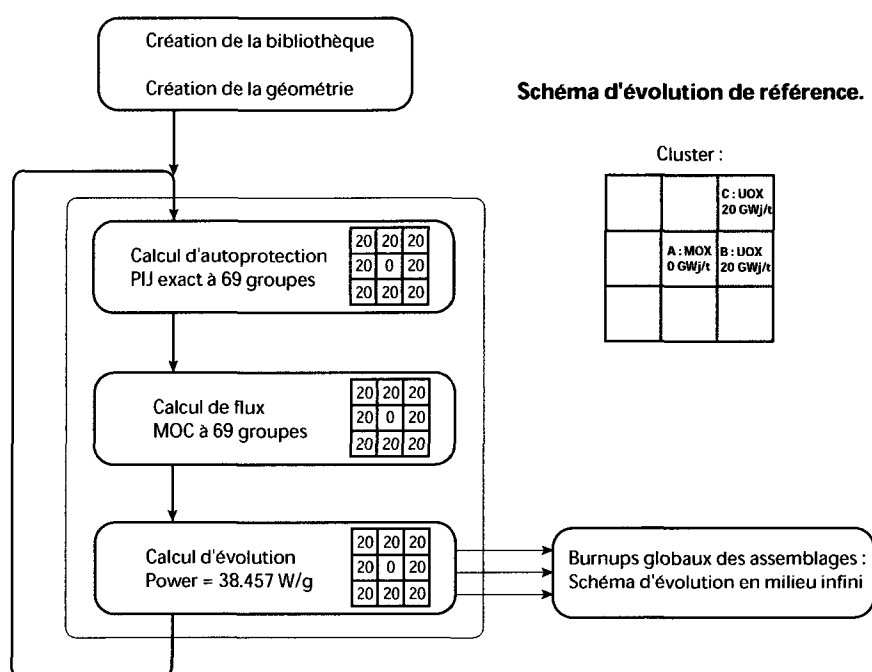 Création de la bibliothèque
Création de la géométrie
Schéma d'évolution de référence.
Cluster :
C : UOX
20 GWj/t
A : MOX
0 GWj/t
B : UOX
20 GWj/t
Calcul d'autoprotection
PIJ exact à 69 groupes
20 20 20
20 0 20
20 20 20
Calcul de flux
MOC à 69 groupes
20 20 20
20 0 20
20 20 20
Calcul d'évolution
Power = 38.457 W/g
20 20 20
20 0 20
20 20 20
Burnups globaux des assemblages :
Schéma d'évolution en milieu infini